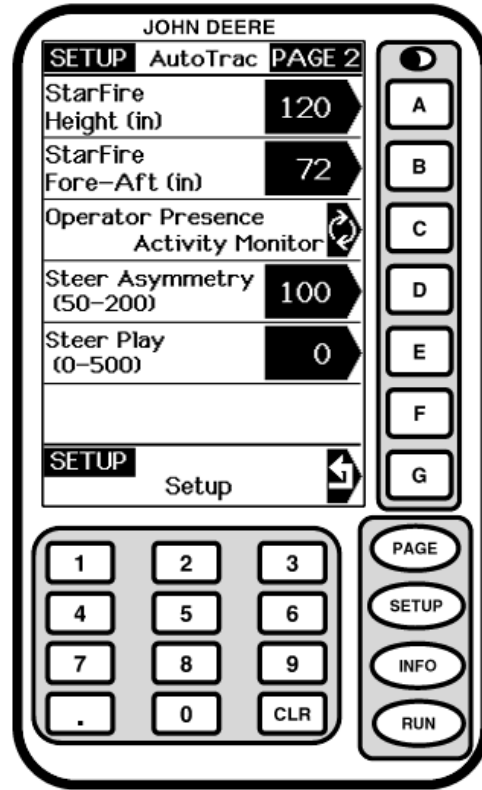 JOHN DEERE
SETUP AutoTrac PAGE 2
StarFire
Height (in) 120
A
StarFire
Fore-Aft (in) 72
B
Operator Presence
Activity Monitor
C
Steer Asymmetry
(50-200) 100
D
Steer Play
(0-500) 0
E
F
SETUP
Setup
G
1 2 3
4 5 6
7 8 9
. 0 CLR
PAGE
SETUP
INFO
RUN